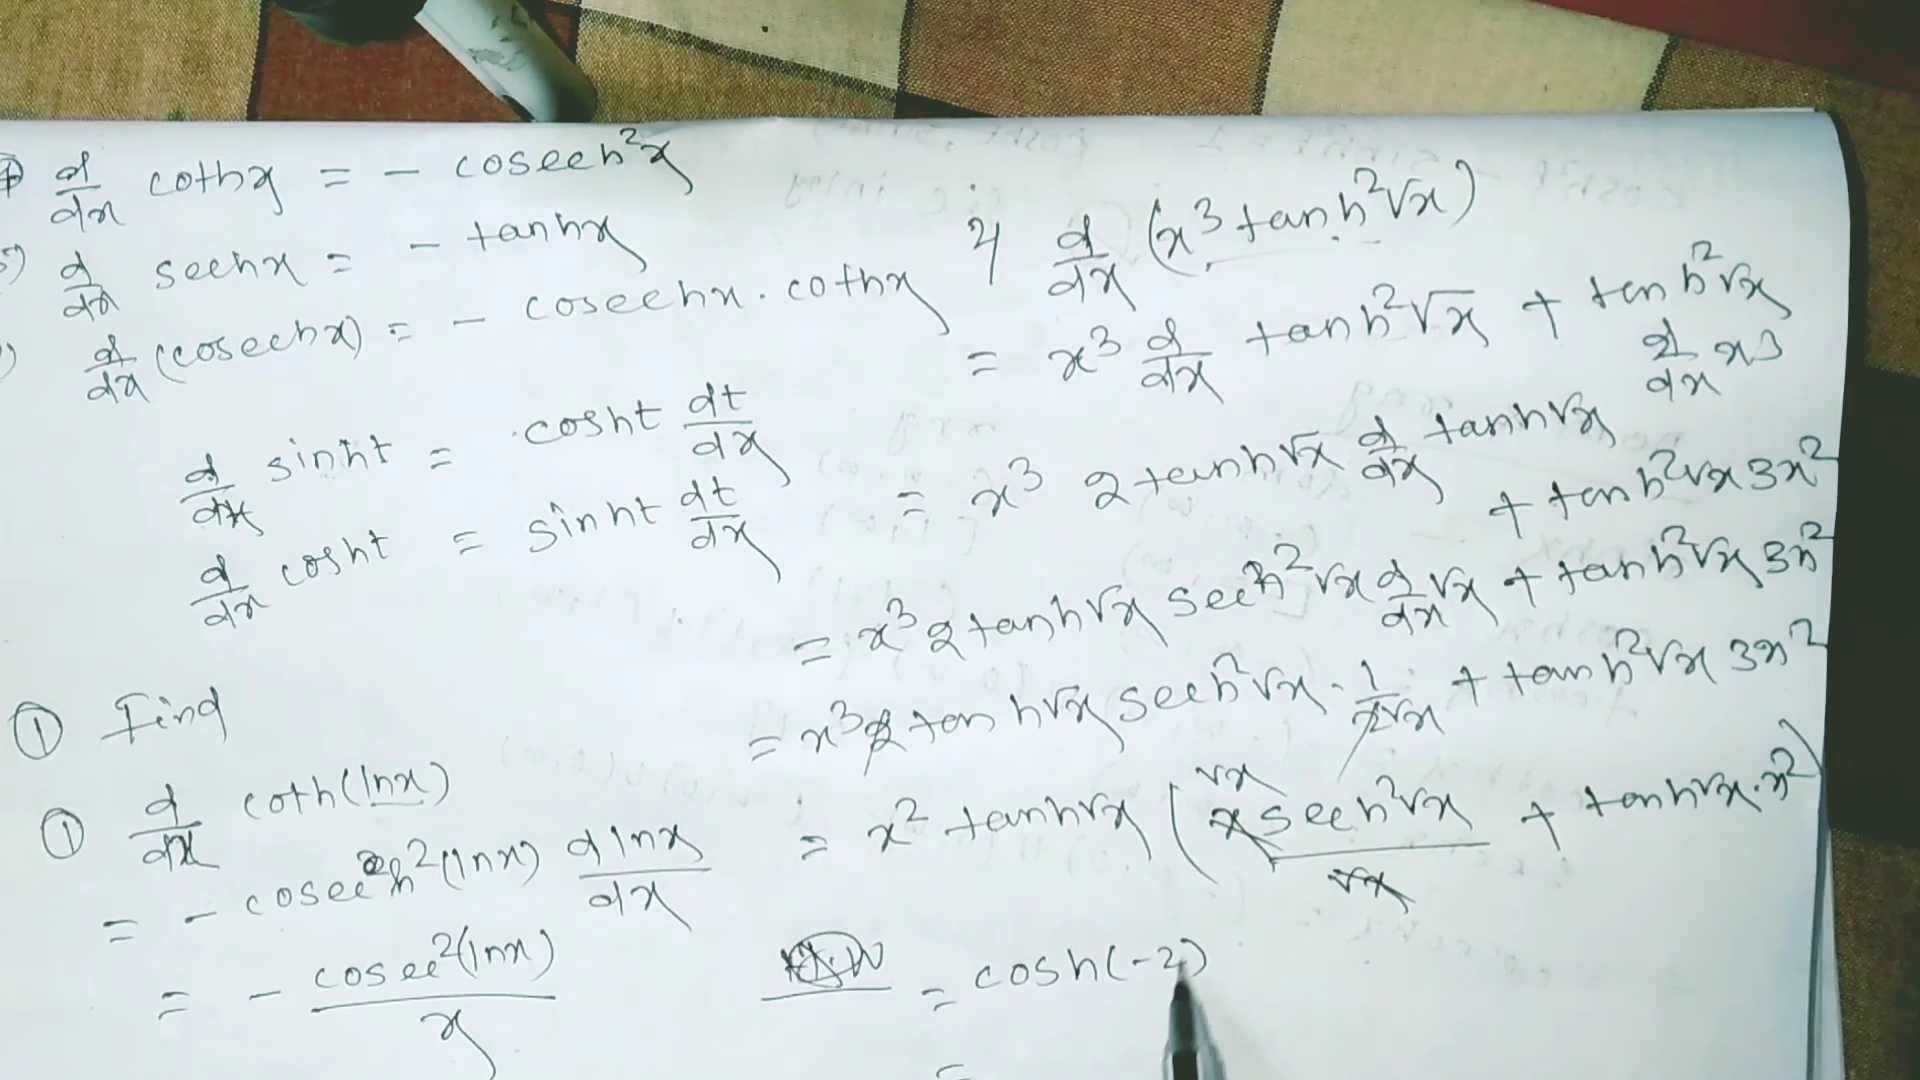 d/dx cothx = - cosech²x
d/dx sechx = - tanhx
d/dx (cosechx) = - cosechx . cothx
d/dx sinht = cosht dt/dx
d/dx cosht = sinht dt/dx
① Find
① d/dx coth(lnx)
= - cosech²(lnx) d lnx/dx
= - cosec²(lnx)/x
d/dx (x³ tanh²√x)
= x³ d/dx tanh²√x + tanh²√x
d/dx x³
= x³ 2 tanh√x d/dx tanh√x
+ tanh²√x 3x²
= x³ 2 tanh√x sech²√x d/dx √x + tanh²√x 3x²
= x³ 2 tanh√x sech²√x . 1/2√x + tanh²√x 3x²
= x² tanh√x ( √x x sech²√x/√x + tanh√x . x² )
= cosh(-2)
=